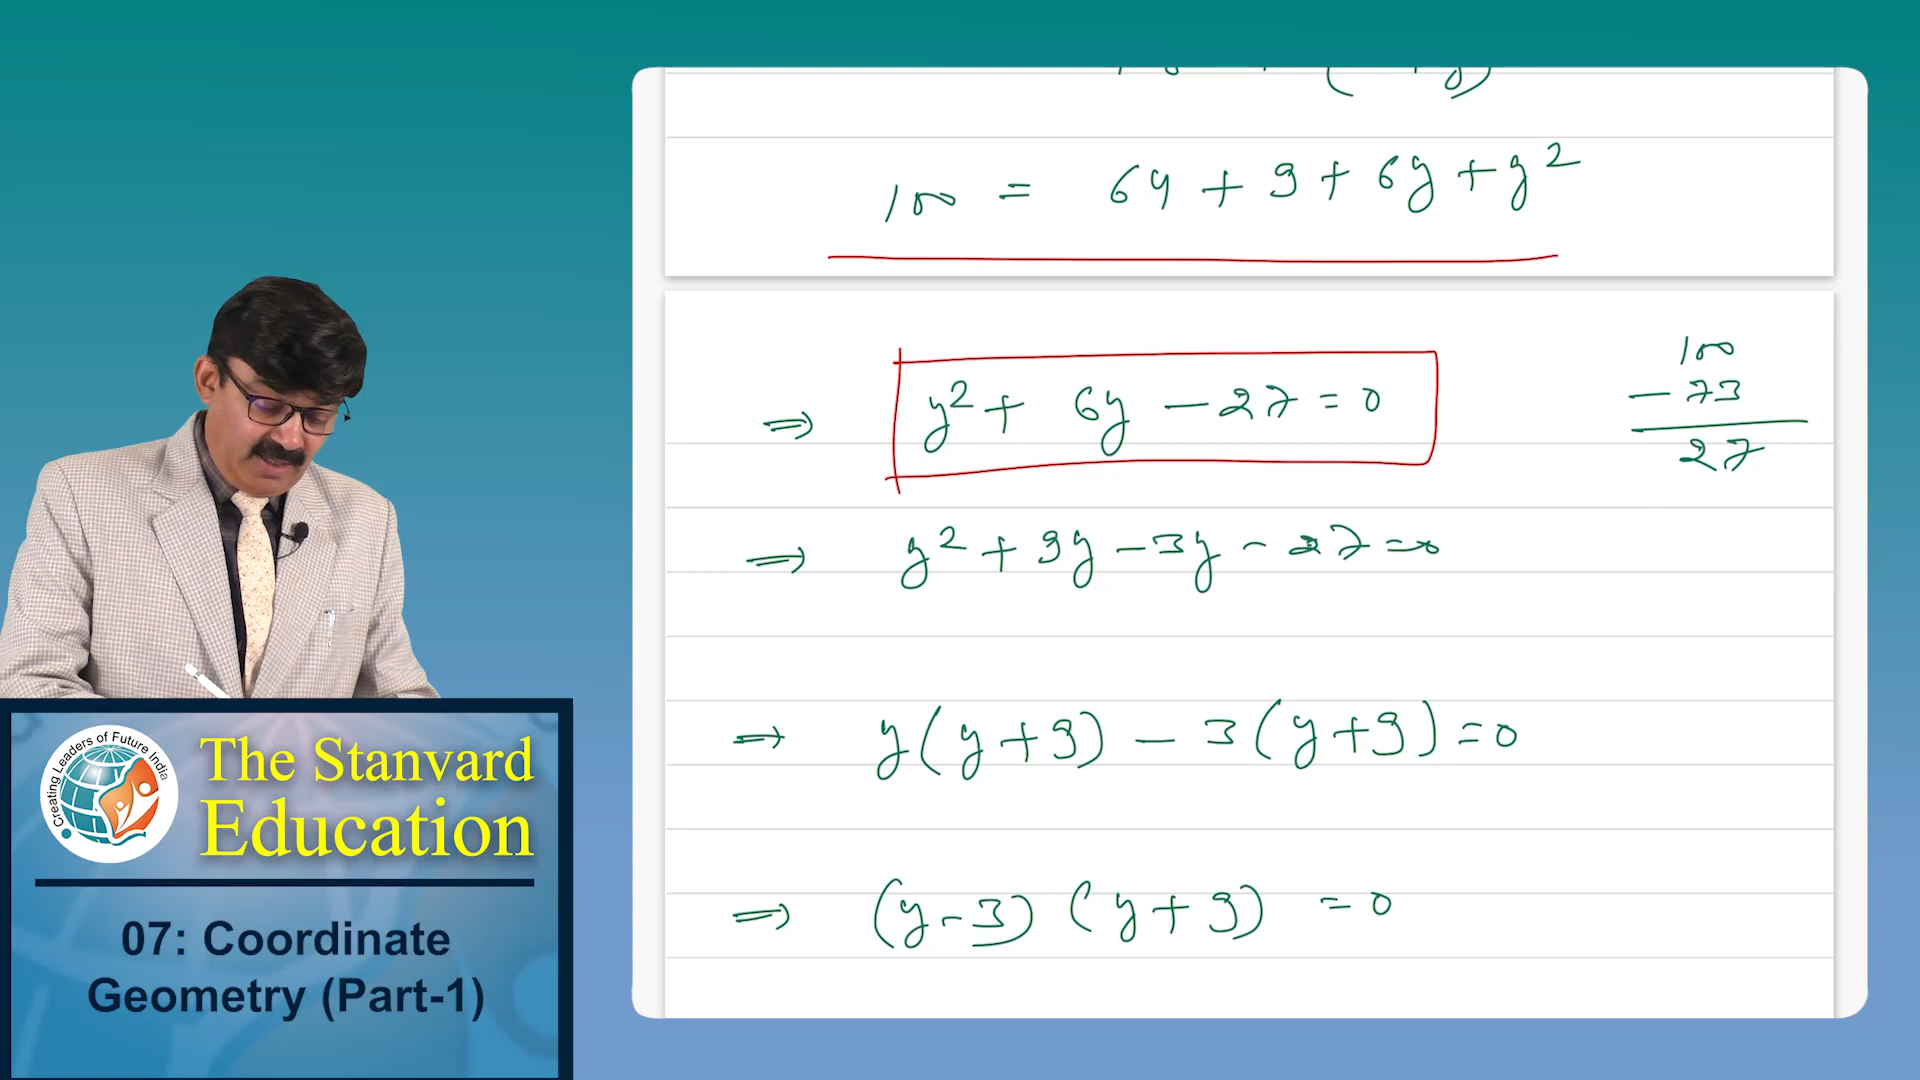 100 = 64 + 9 + 6y + y²
⇒ y² + 6y - 27 = 0
100
- 73
27
⇒ y² + 9y - 3y - 27 = 0
⇒ y(y+9) - 3(y+9) = 0
⇒ (y-3) (y+9) = 0
Creating Leaders of Future India
The Stanvard
Education
07: Coordinate
Geometry (Part-1)